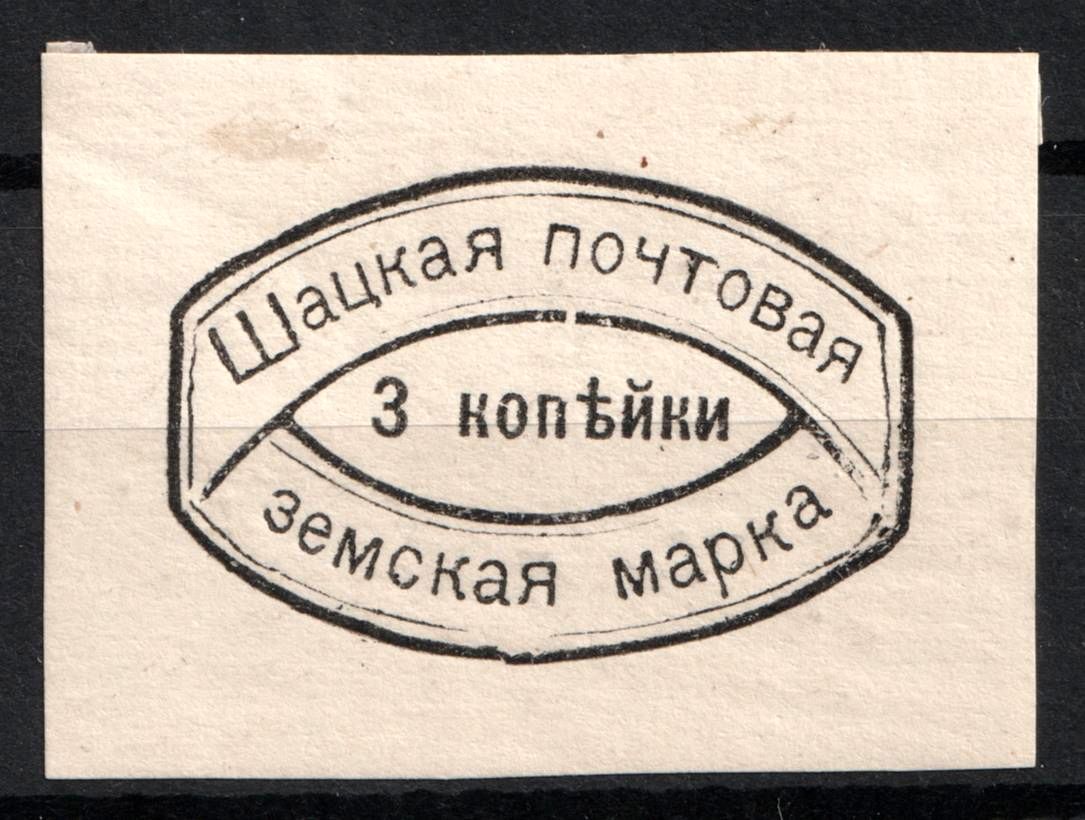 Шацкая почтовая
3 копѣйки
земская марка